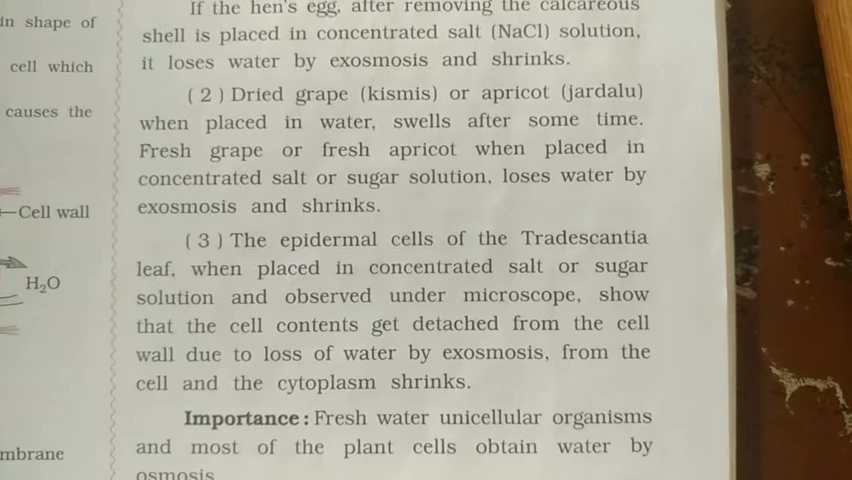 in shape of
cell which
causes the
Cell wall
H₂O
mbrane
If the hen's egg, after removing the calcareous
shell is placed in concentrated salt (NaCl) solution,
it loses water by exosmosis and shrinks.
( 2 ) Dried grape (kismis) or apricot (jardalu)
when placed in water, swells after some time.
Fresh grape or fresh apricot when placed in
concentrated salt or sugar solution, loses water by
exosmosis and shrinks.
( 3 ) The epidermal cells of the Tradescantia
leaf, when placed in concentrated salt or sugar
solution and observed under microscope, show
that the cell contents get detached from the cell
wall due to loss of water by exosmosis, from the
cell and the cytoplasm shrinks.
Importance : Fresh water unicellular organisms
and most of the plant cells obtain water by
osmosis